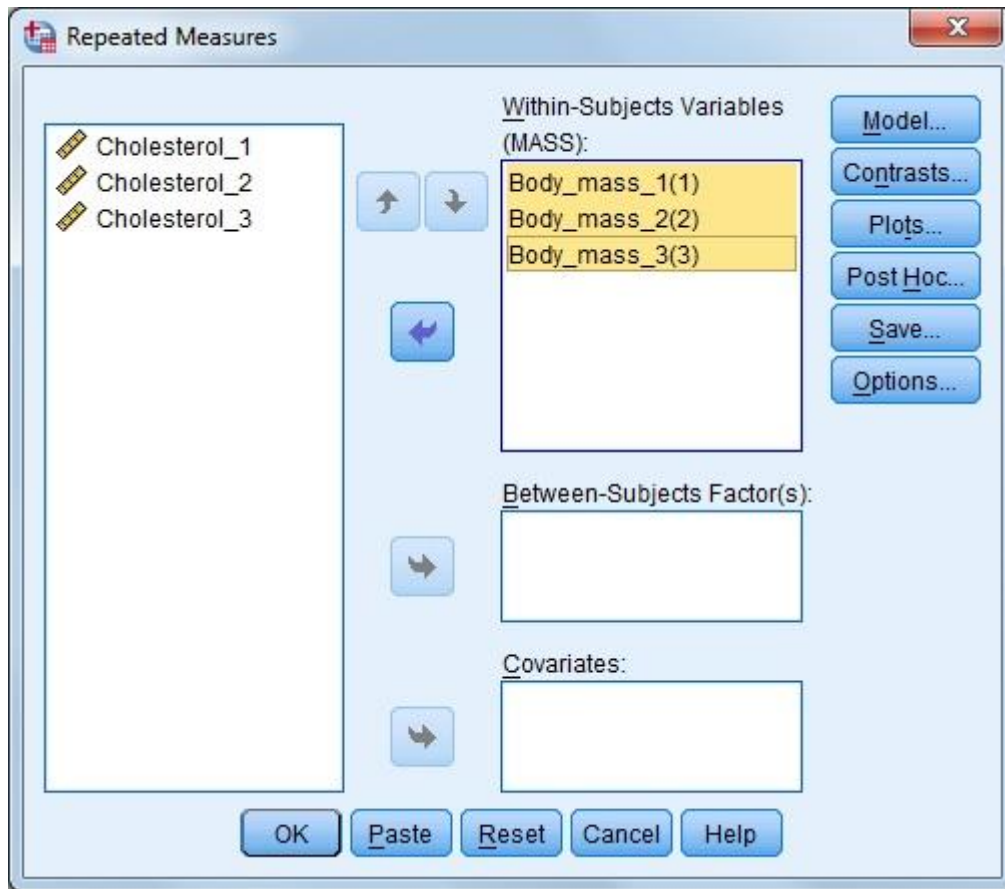 Repeated Measures
X
Cholesterol_1
Cholesterol_2
Cholesterol_3
Within-Subjects Variables
(MASS):
Body_mass_1(1)
Body_mass_2(2)
Body_mass_3(3)
Between-Subjects Factor(s):
Covariates:
Model...
Contrasts...
Plots...
Post Hoc...
Save...
Options...
OK Paste Reset Cancel Help